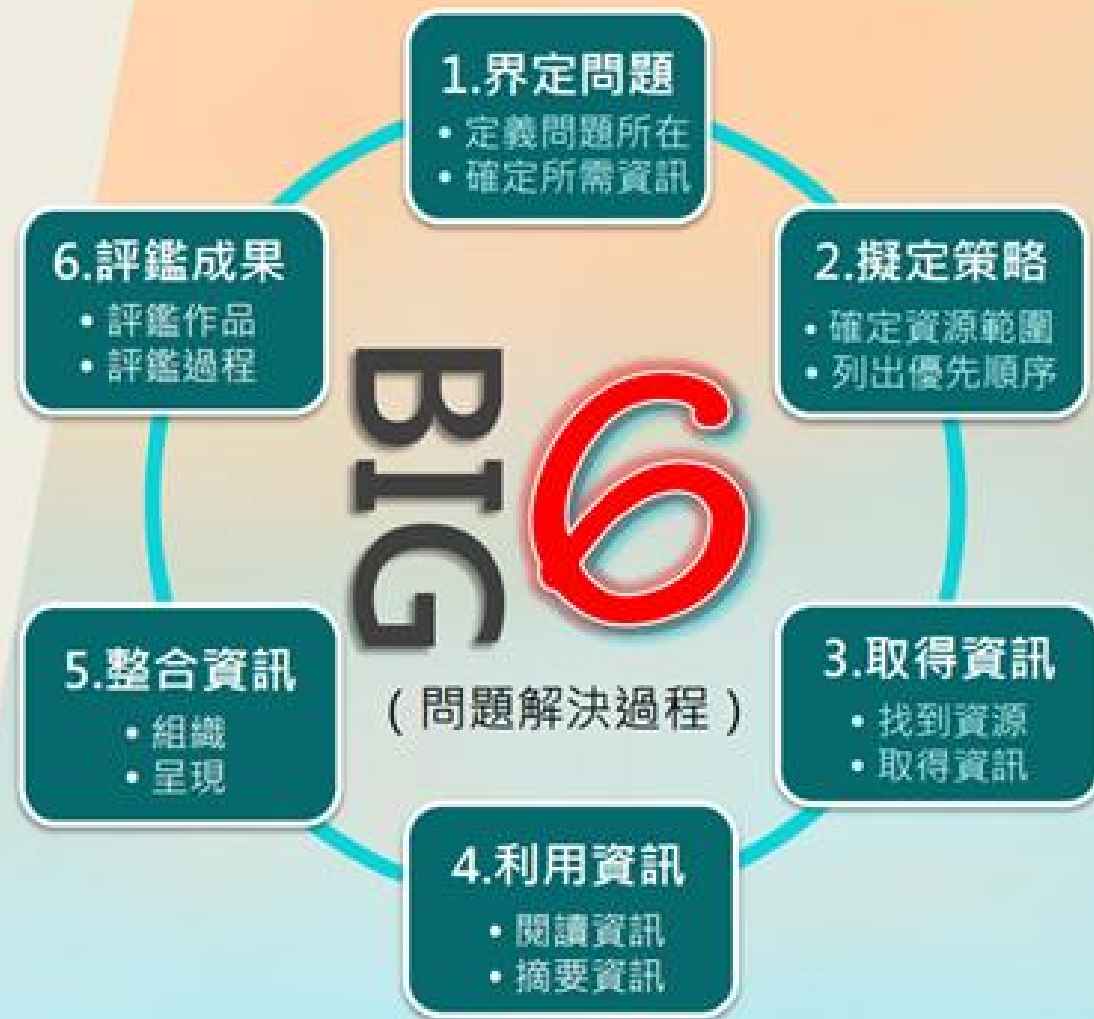 1.界定問題
• 定義問題所在
• 確定所需資訊
2.擬定策略
• 確定資源範圍
• 列出優先順序
3.取得資訊
• 找到資源
• 取得資訊
4.利用資訊
• 閱讀資訊
• 摘要資訊
5.整合資訊
• 組織
• 呈現
6.評鑑成果
• 評鑑作品
• 評鑑過程
BIG 6
(問題解決過程)